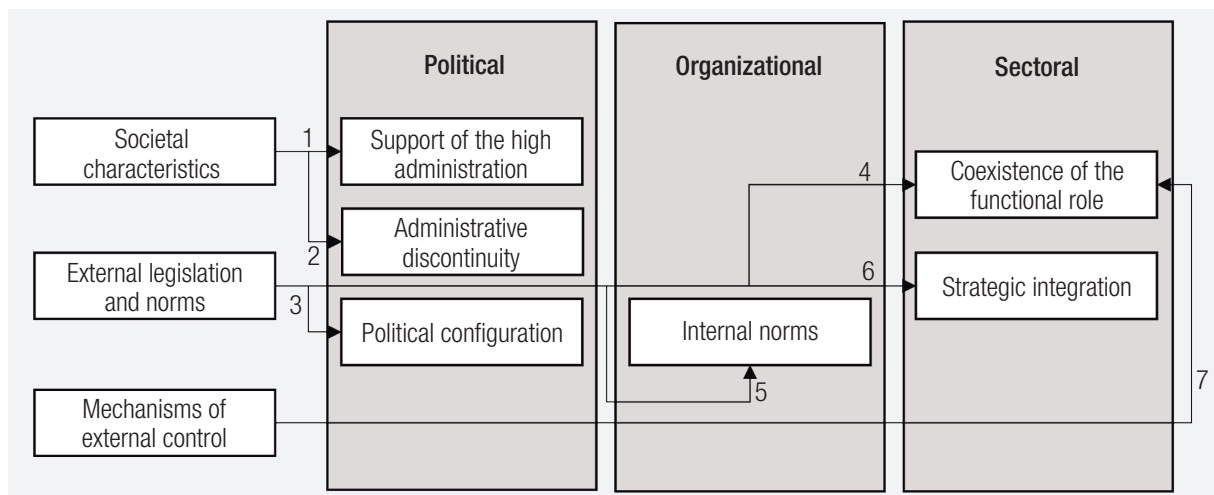 Political
Organizational
Sectoral
Societal
characteristics
1
Support of the high
administration
4
Coexistence of the
functional role
2
Administrative
discontinuity
External legislation
and norms
3
6
Strategic integration
Political configuration
Internal norms
5
7
Mechanisms of
external control